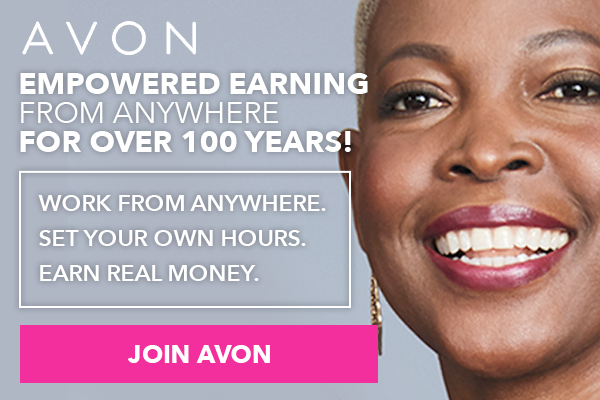 AVON
EMPOWERED EARNING
FROM ANYWHERE
FOR OVER 100 YEARS!
WORK FROM ANYWHERE.
SET YOUR OWN HOURS.
EARN REAL MONEY.
JOIN AVON